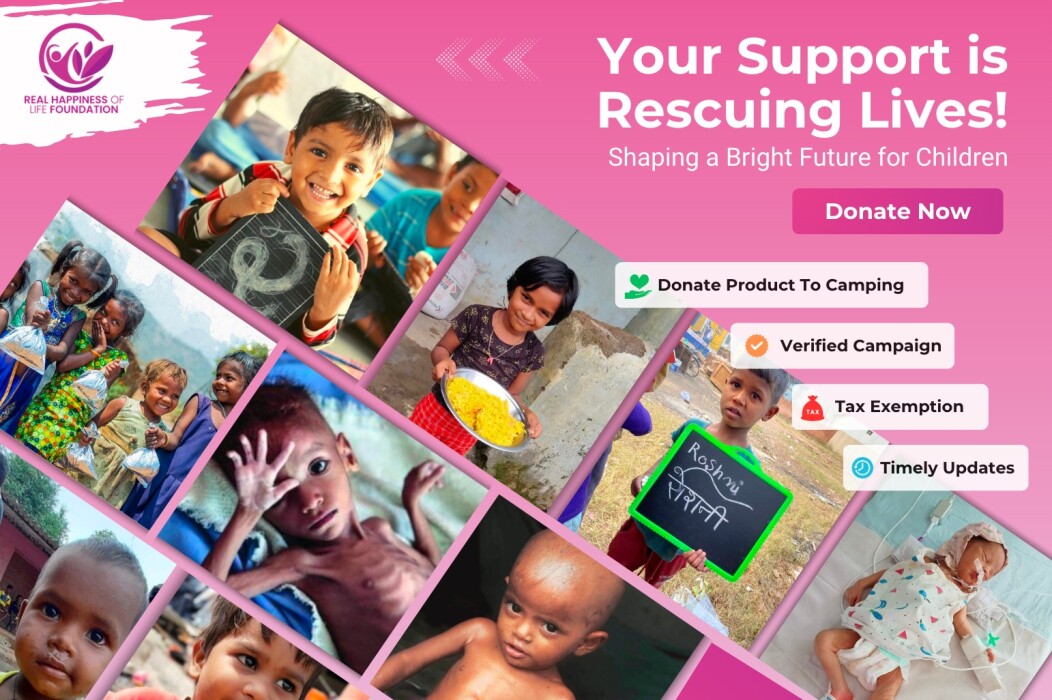 REAL HAPPINESS OF
LIFE FOUNDATION
Your Support is
Rescuing Lives!
Shaping a Bright Future for Children
Donate Now
Donate Product To Camping
Verified Campaign
TAX
Tax Exemption
Timely Updates
Roshni
रोशनी